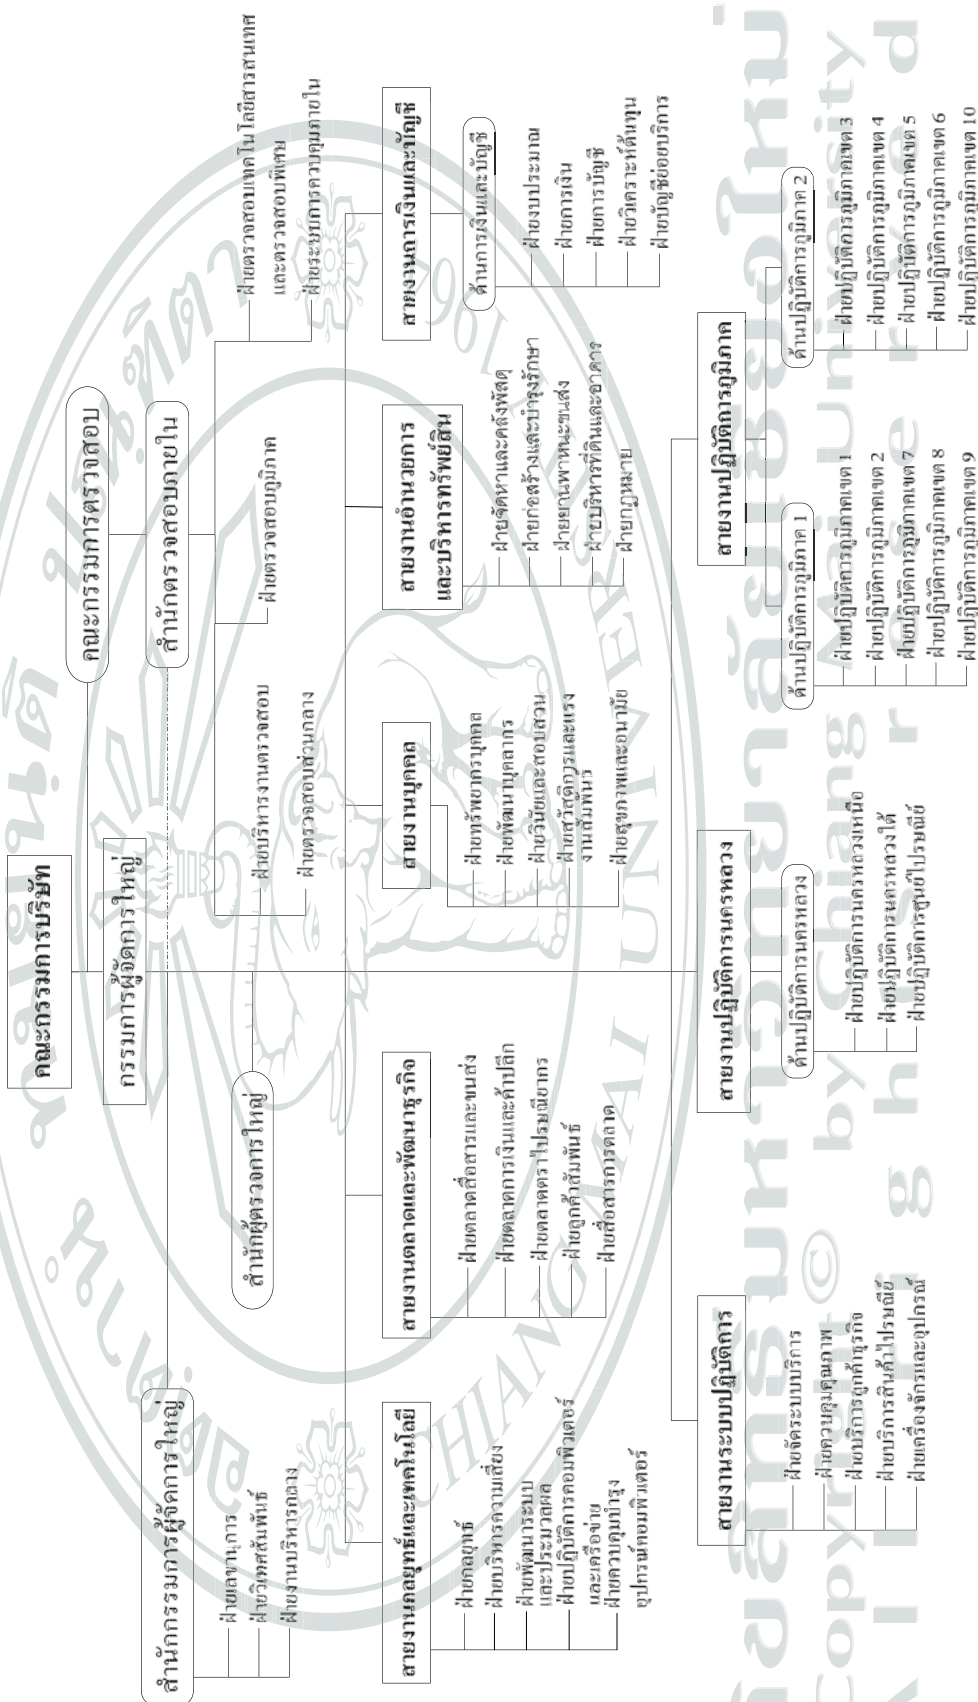 คณะกรรมการบริษัท
คณะกรรมการตรวจสอบ
กรรมการผู้จัดการใหญ่
สำนักกรรมการผู้จัดการใหญ่
ฝ่ายเลขานุการ
ฝ่ายวิเทศสัมพันธ์
ฝ่ายงานบริหารกลาง
สำนักตรวจสอบภายใน
สำนักผู้ตรวจการใหญ่
ฝ่ายบริหารงานตรวจสอบ
ฝ่ายตรวจสอบส่วนกลาง
ฝ่ายตรวจสอบภูมิภาค
ฝ่ายตรวจสอบเทคโนโลยีสารสนเทศ
และตรวจสอบพิเศษ
ฝ่ายระบบการควบคุมภายใน
สายงานกลยุทธ์และเทคโนโลยี
ฝ่ายกลยุทธ์
ฝ่ายบริหารความเสี่ยง
ฝ่ายพัฒนาระบบ
และประมวลผล
ฝ่ายปฏิบัติการคอมพิวเตอร์
และเครือข่าย
ฝ่ายควบคุมบำรุง
อุปกรณ์คอมพิวเตอร์
สายงานตลาดและพัฒนาธุรกิจ
ฝ่ายตลาดสื่อสารและขนส่ง
ฝ่ายตลาดการเงินและค้าปลีก
ฝ่ายตลาดตราไปรษณียากร
ฝ่ายลูกค้าสัมพันธ์
ฝ่ายสื่อสารการตลาด
สายงานบุคคล
ฝ่ายทรัพยากรบุคคล
ฝ่ายพัฒนาบุคลากร
ฝ่ายวินัยและสอบสวน
ฝ่ายสวัสดิการและแรง
งานสัมพันธ์
ฝ่ายสุขภาพและอนามัย
สายงานอำนวยการ
และบริหารทรัพย์สิน
ฝ่ายจัดหาและคลังพัสดุ
ฝ่ายก่อสร้างและบำรุงรักษา
ฝ่ายยานพาหนะขนส่ง
ฝ่ายบริหารที่ดินและอาคาร
ฝ่ายกฎหมาย
สายงานการเงินและบัญชี
ด้านการเงินและบัญชี
ฝ่ายงบประมาณ
ฝ่ายการเงิน
ฝ่ายการบัญชี
ฝ่ายวิเคราะห์ต้นทุน
ฝ่ายบัญชีย่อยบริการ
สายงานระบบปฏิบัติการ
ฝ่ายจัดระบบบริการ
ฝ่ายควบคุมคุณภาพ
ฝ่ายบริการลูกค้าธุรกิจ
ฝ่ายบริการสินค้าไปรษณีย์
ฝ่ายเครื่องจักรและอุปกรณ์
สายงานปฏิบัติการนครหลวง
ด้านปฏิบัติการนครหลวง
ฝ่ายปฏิบัติการนครหลวงเหนือ
ฝ่ายปฏิบัติการนครหลวงใต้
ฝ่ายปฏิบัติการศูนย์ไปรษณีย์
สายงานปฏิบัติการภูมิภาค
ด้านปฏิบัติการภูมิภาค 1
ฝ่ายปฏิบัติการภูมิภาคเขต 1
ฝ่ายปฏิบัติการภูมิภาคเขต 2
ฝ่ายปฏิบัติการภูมิภาคเขต 7
ฝ่ายปฏิบัติการภูมิภาคเขต 8
ฝ่ายปฏิบัติการภูมิภาคเขต 9
ด้านปฏิบัติการภูมิภาค 2
ฝ่ายปฏิบัติการภูมิภาคเขต 3
ฝ่ายปฏิบัติการภูมิภาคเขต 4
ฝ่ายปฏิบัติการภูมิภาคเขต 5
ฝ่ายปฏิบัติการภูมิภาคเขต 6
ฝ่ายปฏิบัติการภูมิภาคเขต 10
CHIANG MAI UNIVERSITY
1964
ลิขสิทธิ์มหาวิทยาลัยเชียงใหม่
Copyright© by Chiang Mai University
All rights reserved